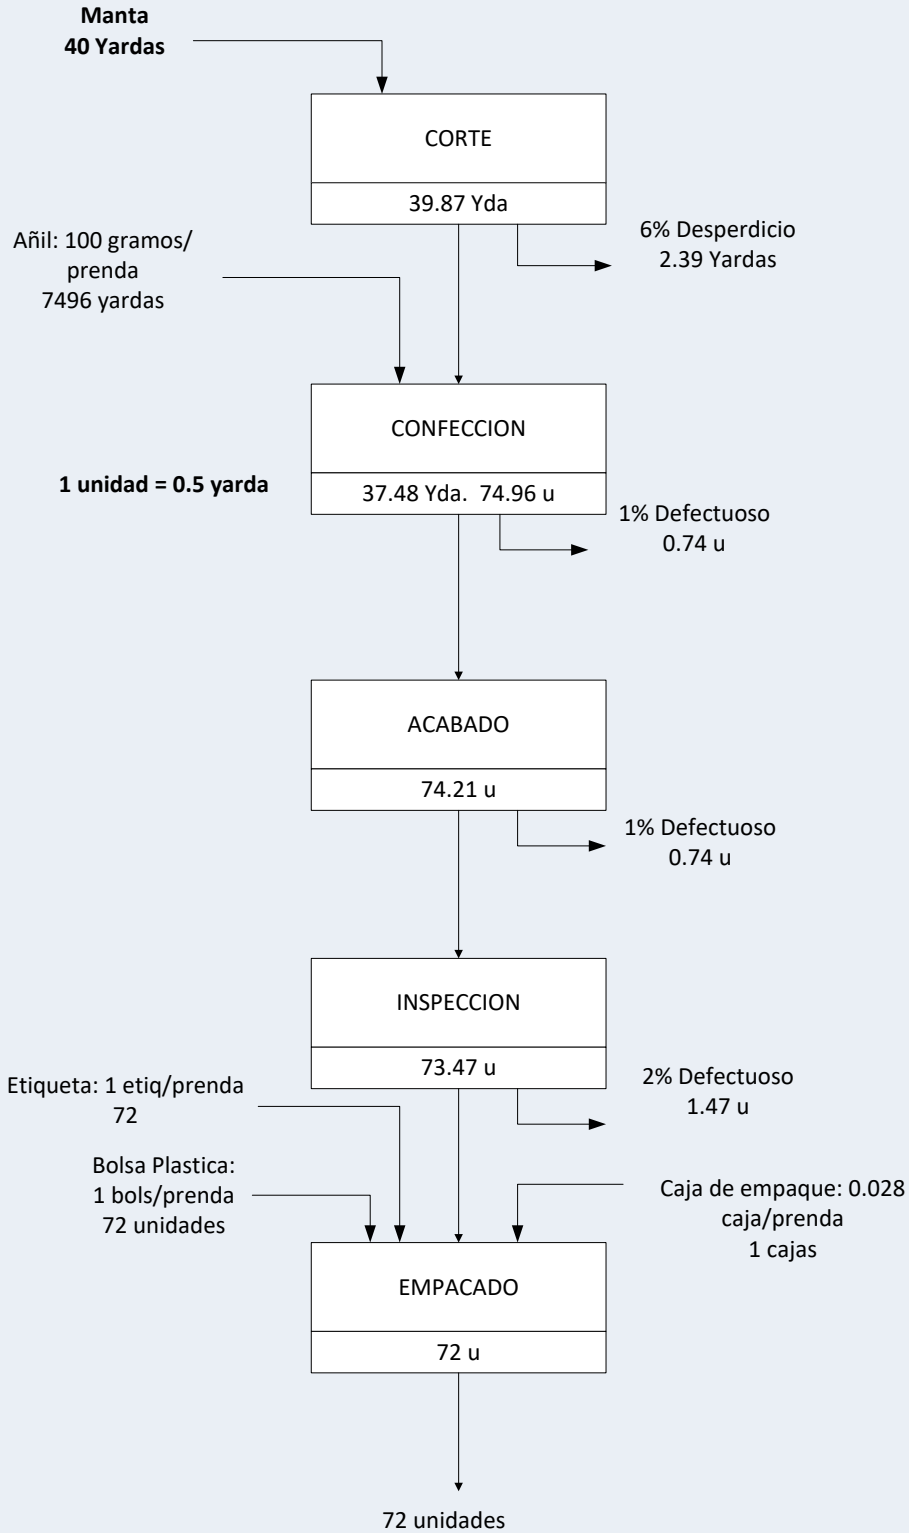 Manta
40 Yardas
CORTE
39.87 Yda
6% Desperdicio
2.39 Yardas
Añil: 100 gramos/
prenda
7496 yardas
CONFECCION
1 unidad = 0.5 yarda
37.48 Yda.  74.96 u
1% Defectuoso
0.74 u
ACABADO
74.21 u
1% Defectuoso
0.74 u
INSPECCION
73.47 u
2% Defectuoso
1.47 u
Etiqueta: 1 etiq/prenda
72
Bolsa Plastica:
1 bols/prenda
72 unidades
Caja de empaque: 0.028
caja/prenda
1 cajas
EMPACADO
72 u
72 unidades